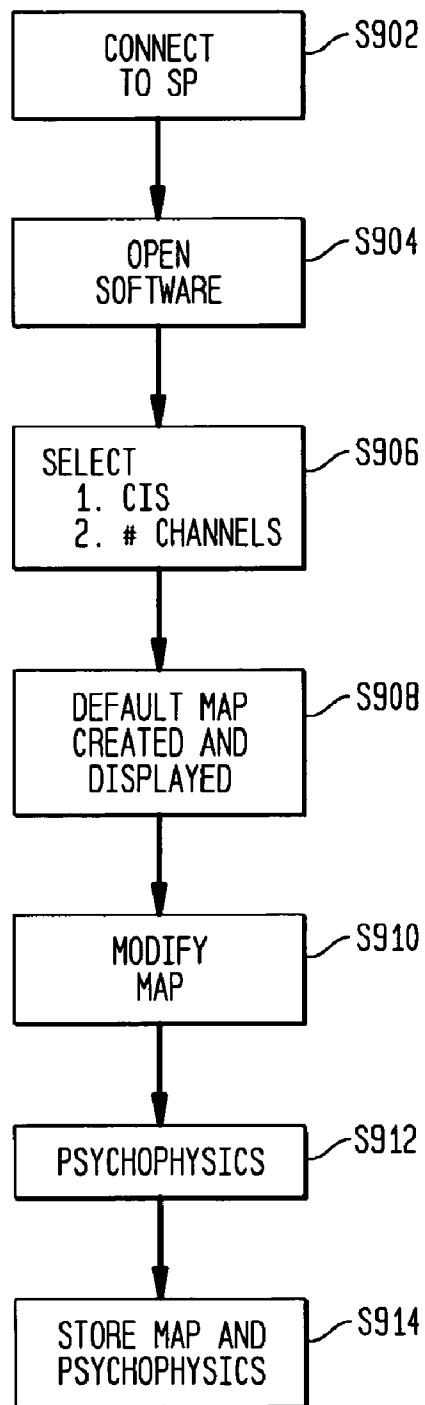 CONNECT
TO SP
S902
OPEN
SOFTWARE
S904
SELECT
1. CIS
2. # CHANNELS
S906
DEFAULT MAP
CREATED AND
DISPLAYED
S908
MODIFY
MAP
S910
PSYCHOPHYSICS
S912
STORE MAP AND
PSYCHOPHYSICS
S914